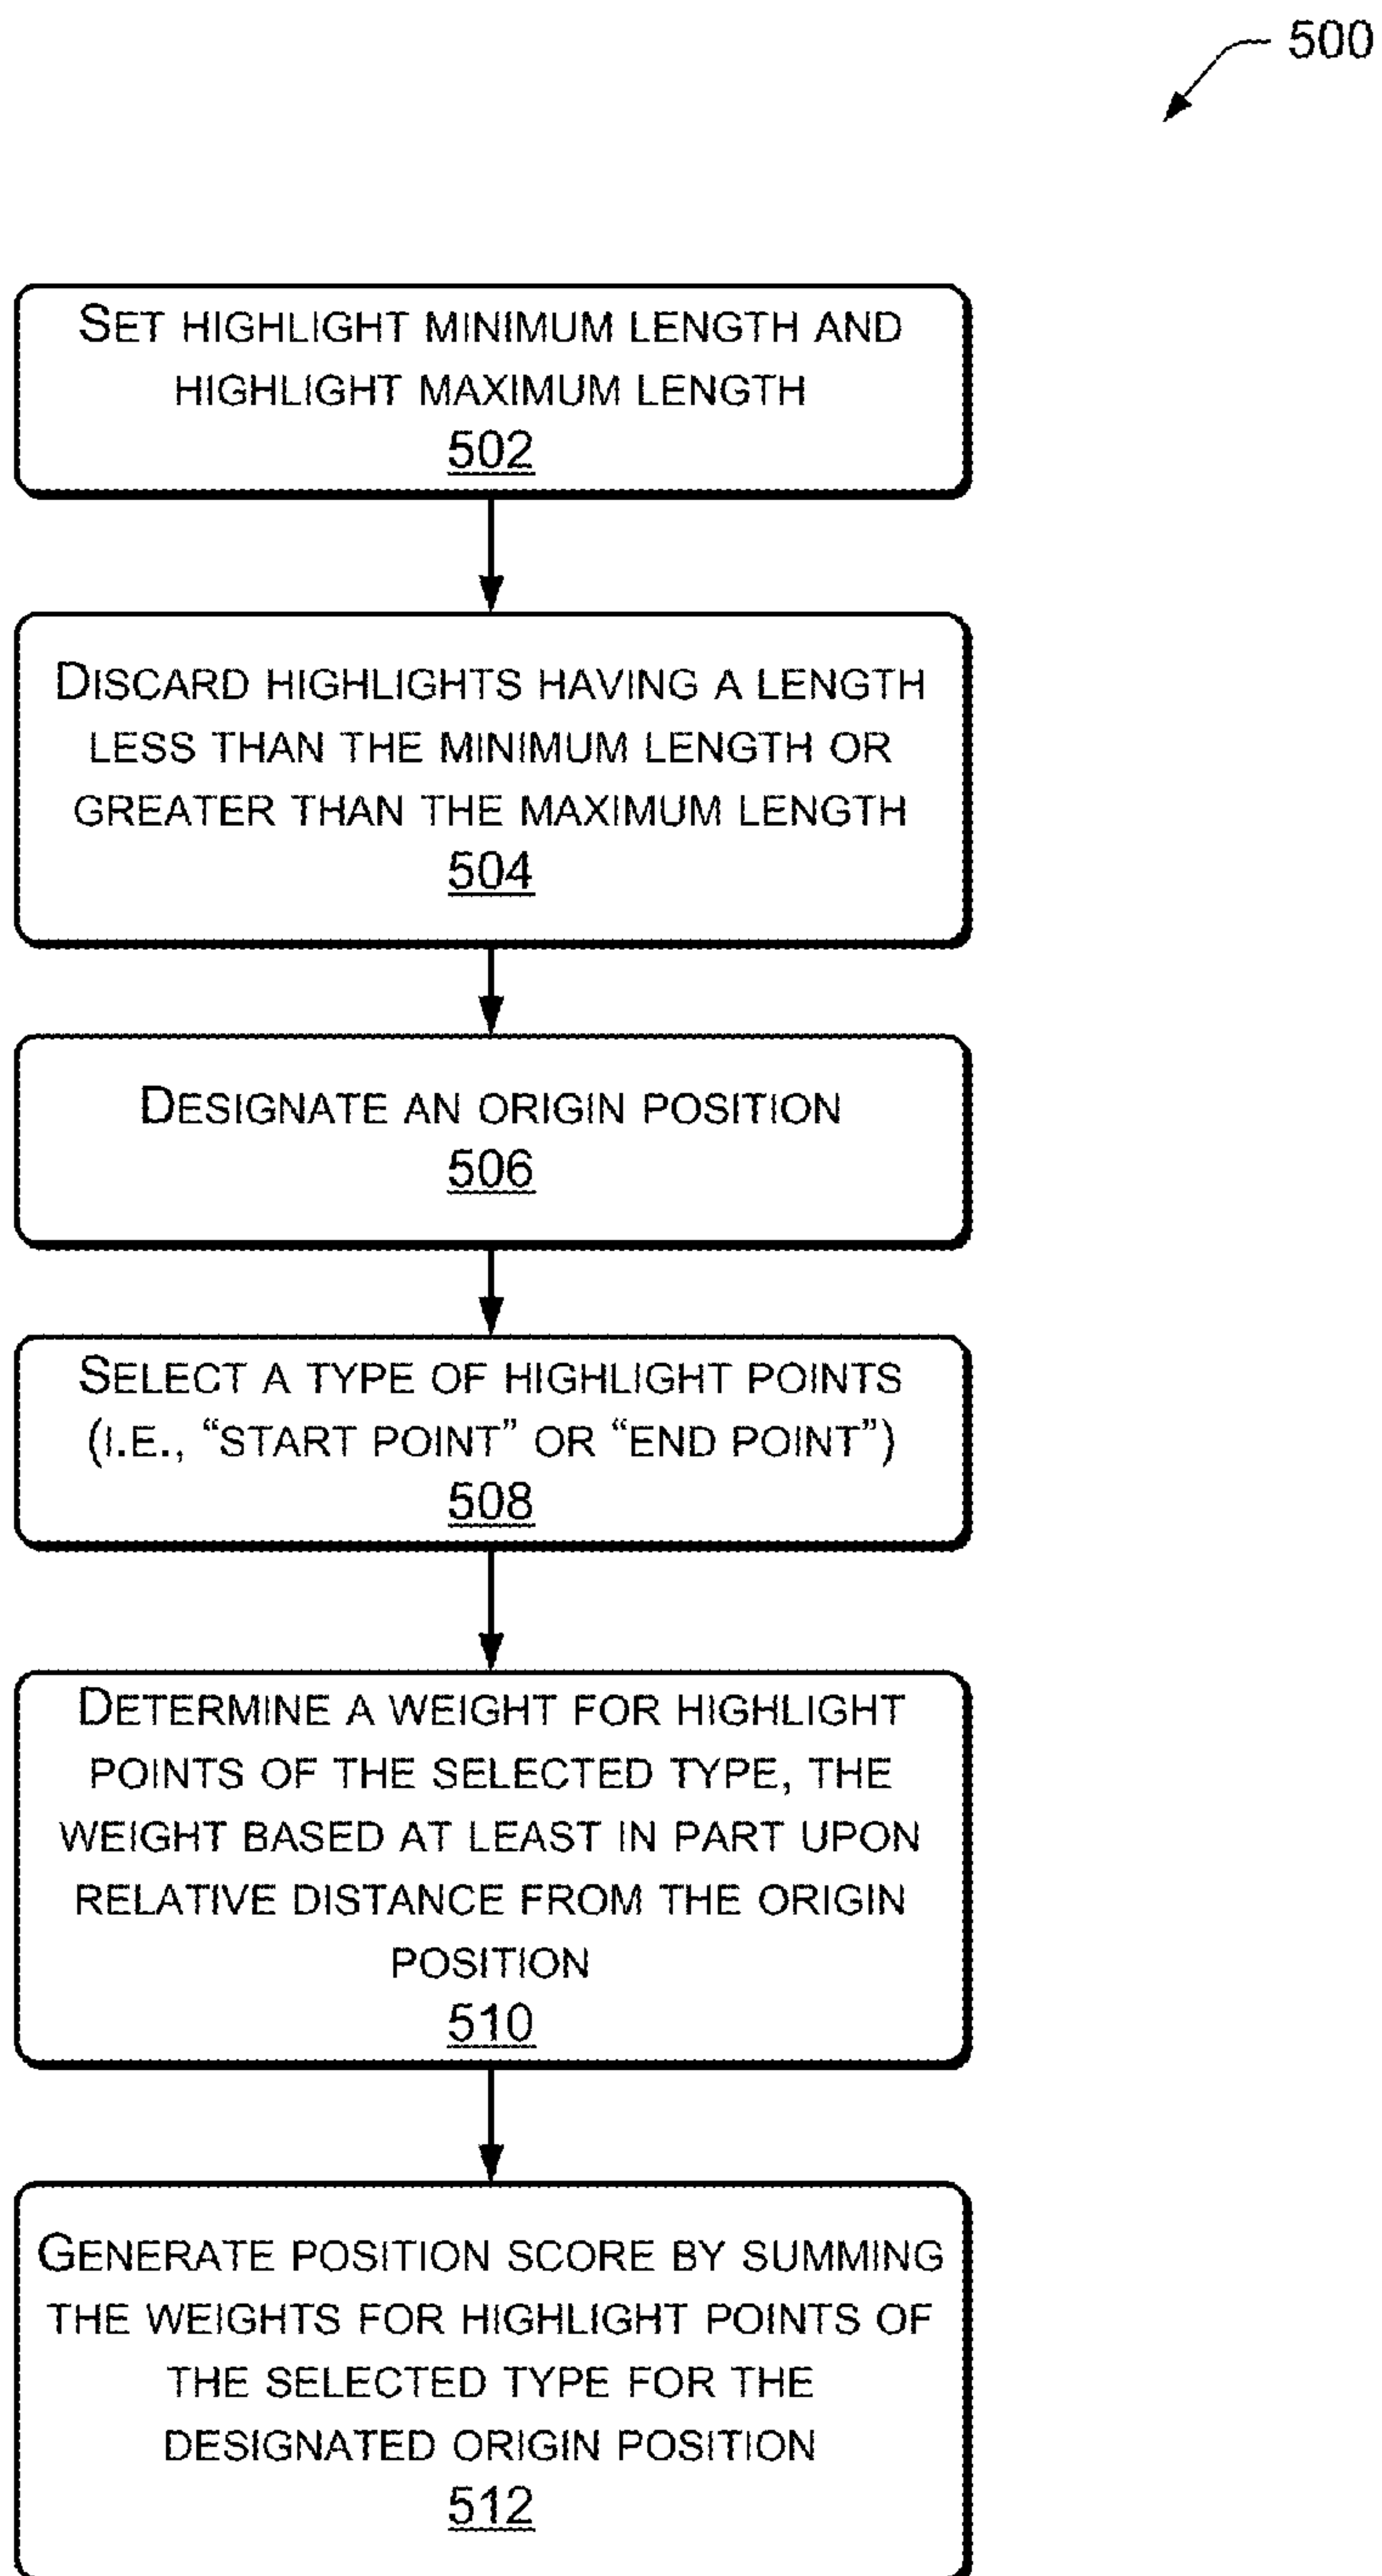 500
SET HIGHLIGHT MINIMUM LENGTH AND
HIGHLIGHT MAXIMUM LENGTH
502
DISCARD HIGHLIGHTS HAVING A LENGTH
LESS THAN THE MINIMUM LENGTH OR
GREATER THAN THE MAXIMUM LENGTH
504
DESIGNATE AN ORIGIN POSITION
506
SELECT A TYPE OF HIGHLIGHT POINTS
(I.E., “START POINT” OR “END POINT”)
508
DETERMINE A WEIGHT FOR HIGHLIGHT
POINTS OF THE SELECTED TYPE, THE
WEIGHT BASED AT LEAST IN PART UPON
RELATIVE DISTANCE FROM THE ORIGIN
POSITION
510
GENERATE POSITION SCORE BY SUMMING
THE WEIGHTS FOR HIGHLIGHT POINTS OF
THE SELECTED TYPE FOR THE
DESIGNATED ORIGIN POSITION
512